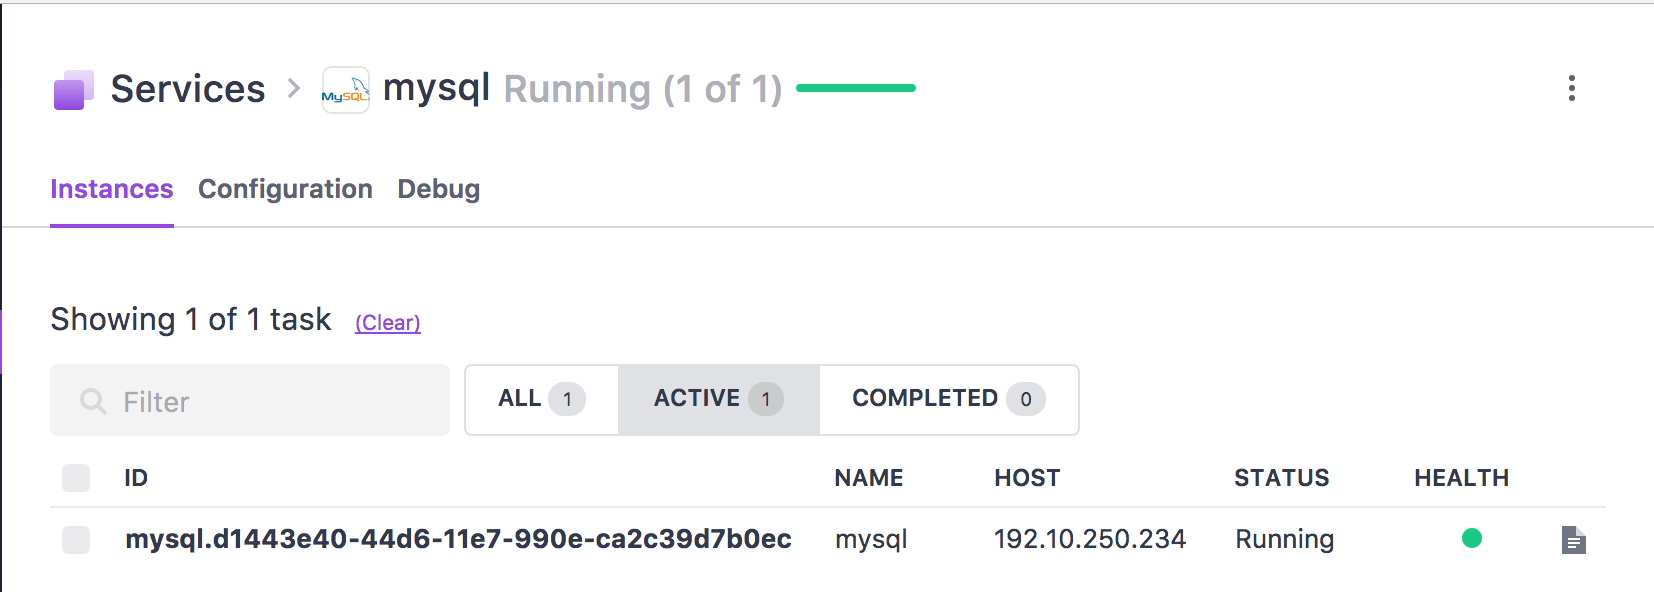 Services > MySQL mysql Running (1 of 1)
Instances Configuration Debug
Showing 1 of 1 task (Clear)
Filter ALL 1 ACTIVE 1 COMPLETED 0
ID NAME HOST STATUS HEALTH
mysql.d1443e40-44d6-11e7-990e-ca2c39d7b0ec mysql 192.10.250.234 Running